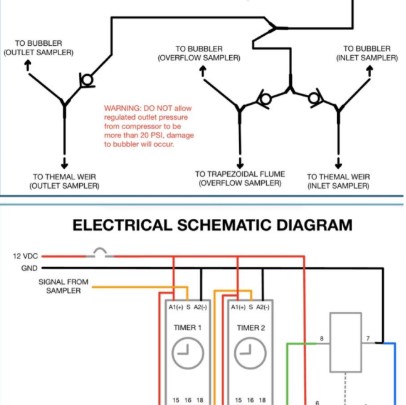 TO BUBBLER
(OUTLET SAMPLER)
TO BUBBLER
(OVERFLOW SAMPLER)
TO BUBBLER
(INLET SAMPLER)
WARNING: DO NOT allow
regulated outlet pressure
from compressor to be
more than 20 PSI, damage
to bubbler will occur.
TO THEMAL WEIR
(OUTLET SAMPLER)
TO TRAPEZOIDAL FLUME
(OVERFLOW SAMPLER)
TO THEMAL WEIR
(INLET SAMPLER)
ELECTRICAL SCHEMATIC DIAGRAM
12 VDC
GND
SIGNAL FROM
SAMPLER
A1(+) S A2(-)
A1(+) S A2(-)
TIMER 1
TIMER 2
8
7
15 16 18
15 16 18
6